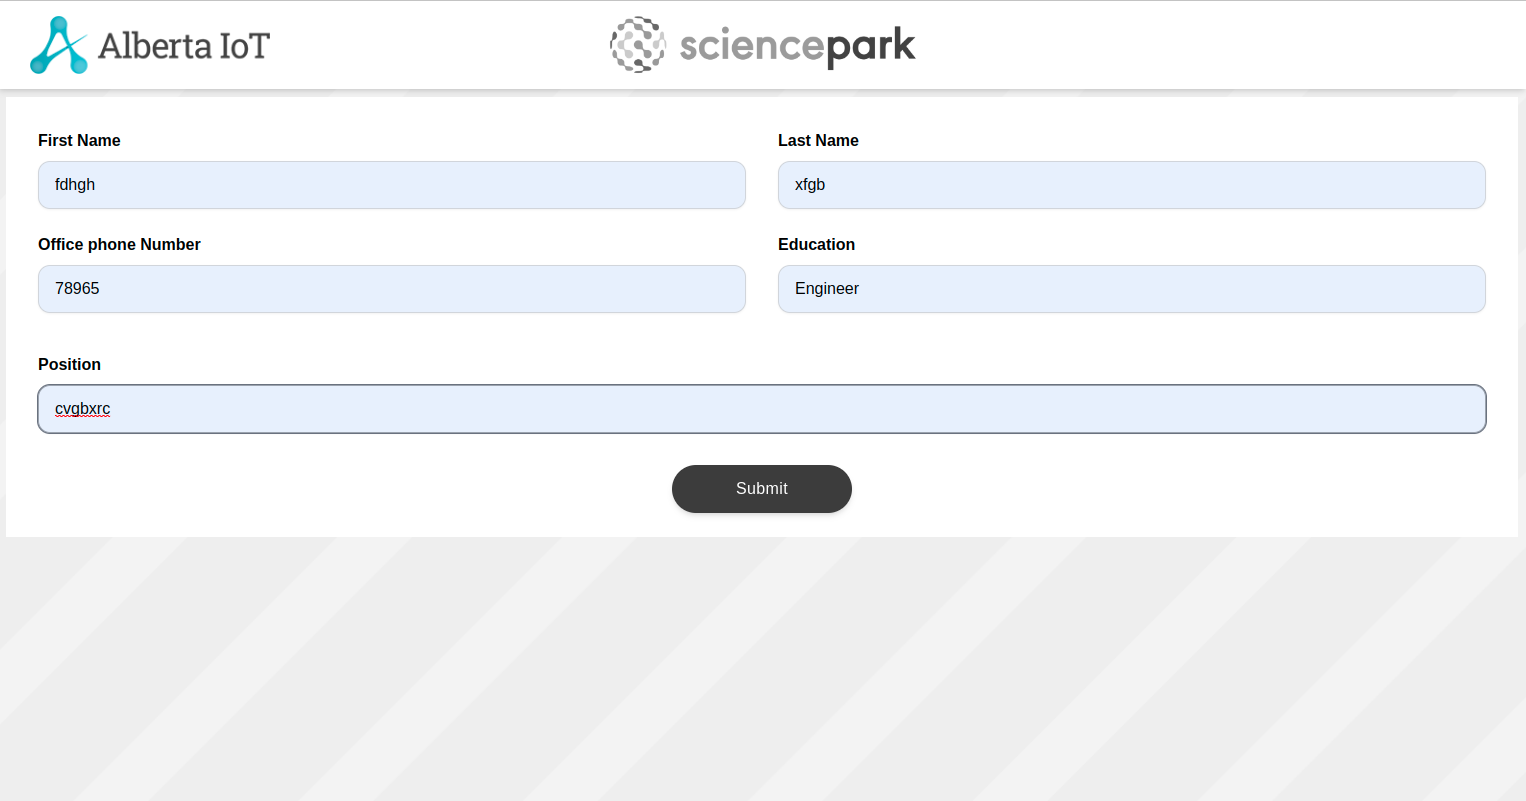 Alberta IoT
sciencepark
First Name
Last Name
fdhgh
xfgb
Office phone Number
Education
78965
Engineer
Position
cvgbxrc
Submit